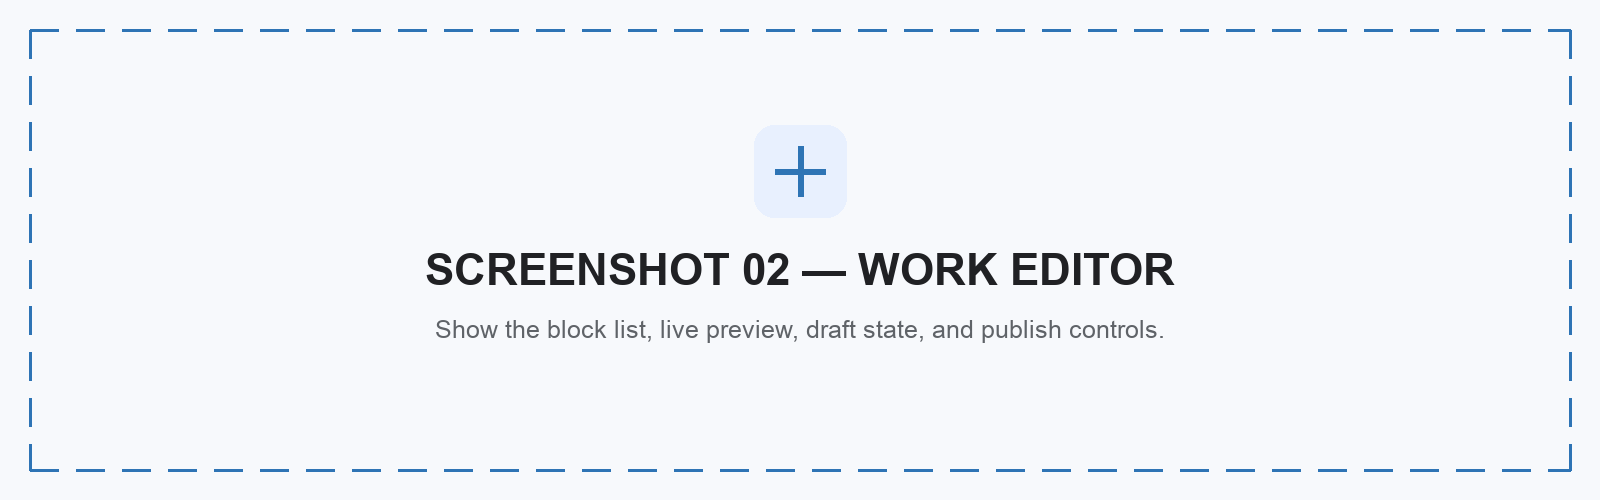 SCREENSHOT 02 — WORK EDITOR
Show the block list, live preview, draft state, and publish controls.